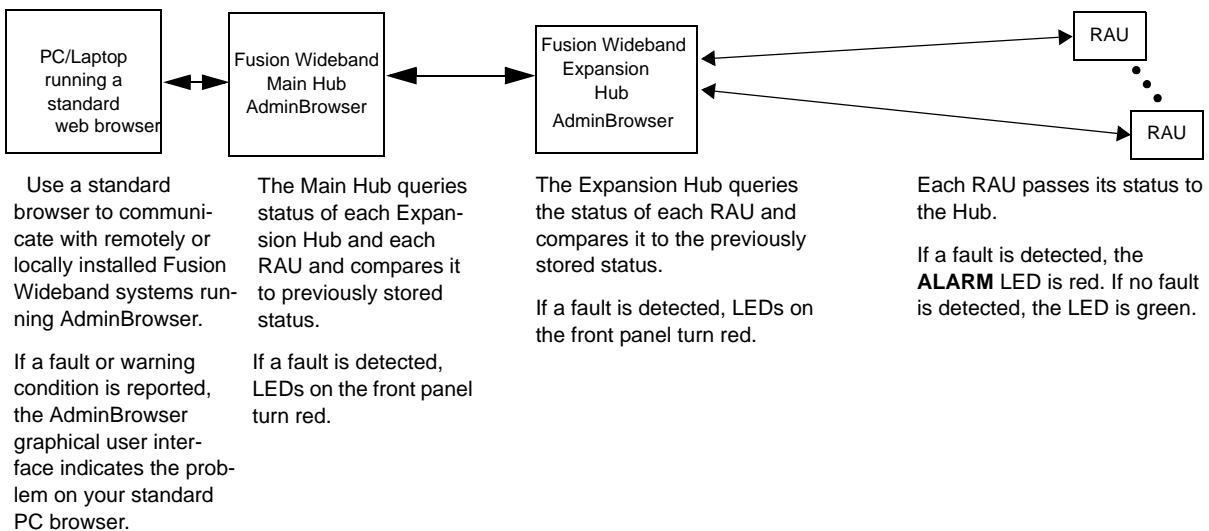 PC/Laptop
running a
standard
web browser
Fusion Wideband
Main Hub
AdminBrowser
Fusion Wideband
Expansion
Hub
AdminBrowser
RAU
RAU
Use a standard
browser to communi-
cate with remotely or
locally installed Fusion
Wideband systems run-
ning AdminBrowser.
If a fault or warning
condition is reported,
the AdminBrowser
graphical user inter-
face indicates the prob-
lem on your standard
PC browser.
The Main Hub queries
status of each Expan-
sion Hub and each
RAU and compares it
to previously stored
status.
If a fault is detected,
LEDs on the front panel
turn red.
The Expansion Hub queries
the status of each RAU and
compares it to the previously
stored status.
If a fault is detected, LEDs on
the front panel turn red.
Each RAU passes its status to
the Hub.
If a fault is detected, the
ALARM LED is red. If no fault
is detected, the LED is green.